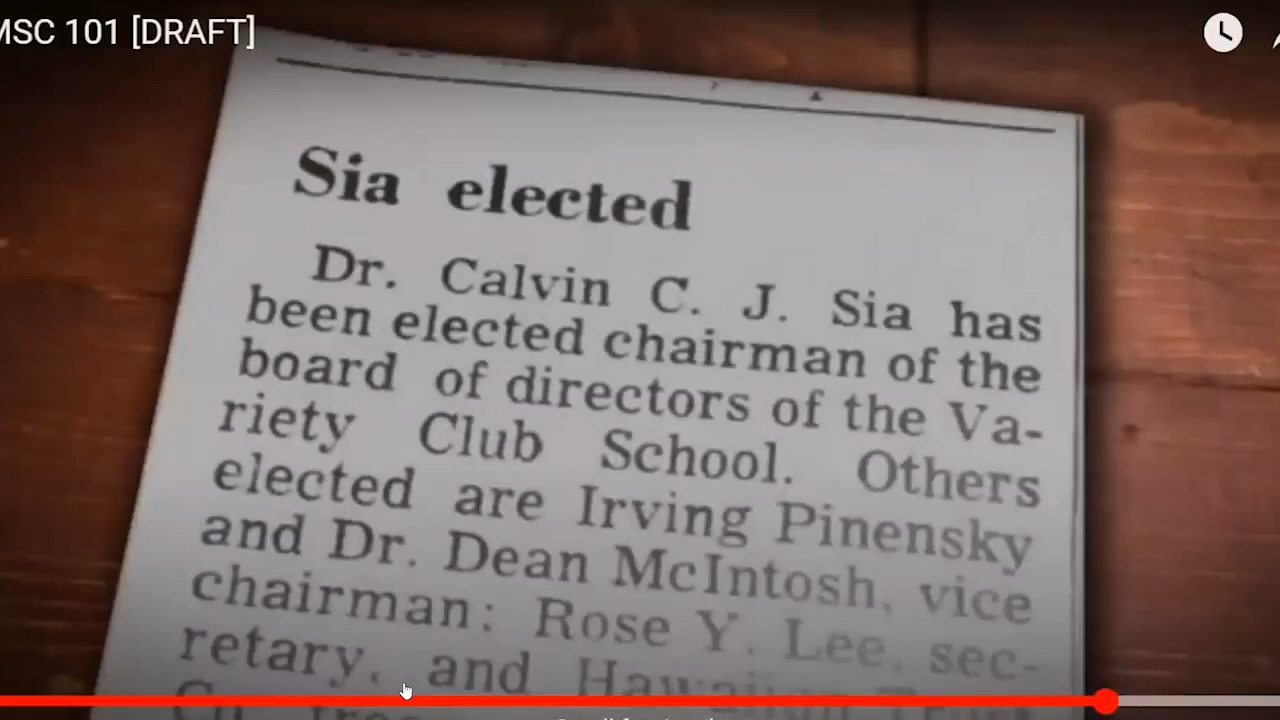 MSC 101 [DRAFT]
Sia elected
Dr. Calvin C. J. Sia has
been elected chairman of the
board of directors of the Va-
riety Club School. Others
elected are Irving Pinensky
and Dr. Dean McIntosh, vice
chairman; Rose Y. Lee, sec-
retary, and Hawaiian